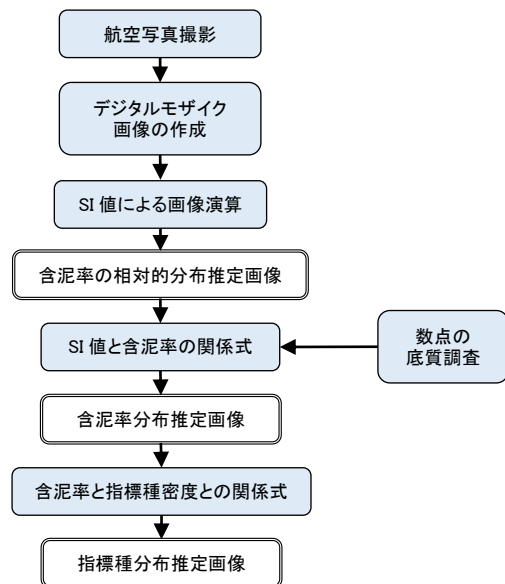 航空写真撮影
デジタルモザイク
画像の作成
SI 値による画像演算
含泥率の相対的分布推定画像
SI 値と含泥率の関係式
数点の
底質調査
含泥率分布推定画像
含泥率と指標種密度との関係式
指標種分布推定画像